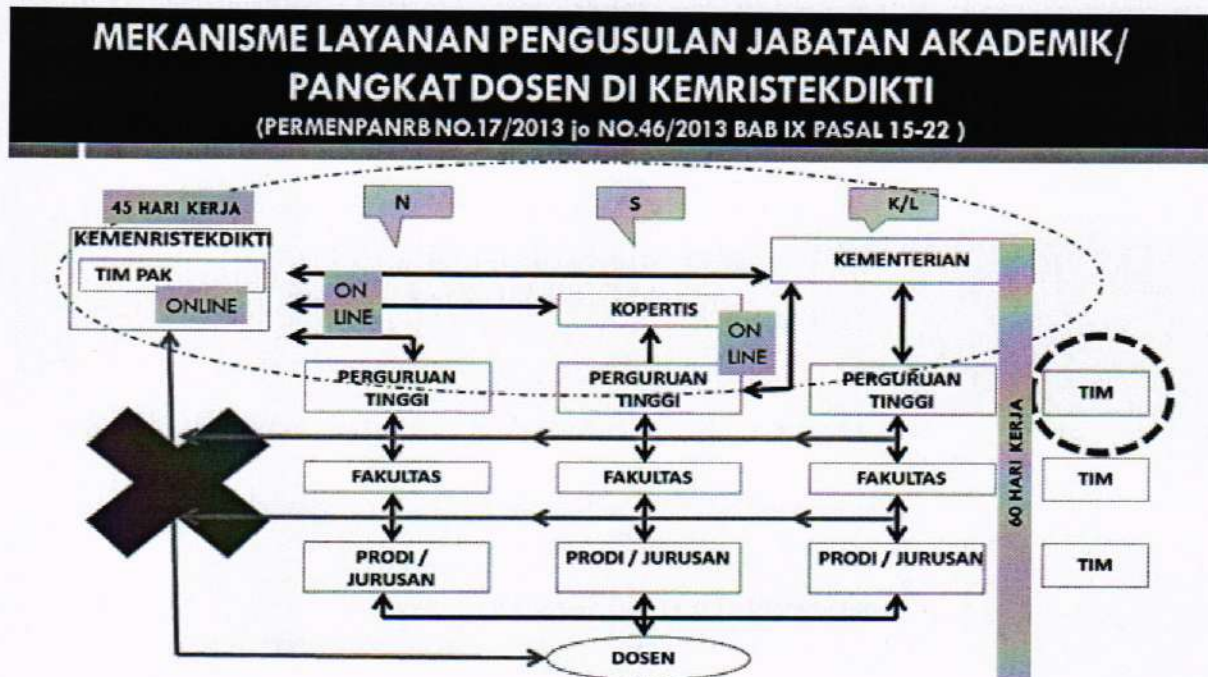 MEKANISME LAYANAN PENGUSULAN JABATAN AKADEMIK/
PANGKAT DOSEN DI KEMRISTEKDIKTI
(PERMENPANRB NO.17/2013 jo NO.46/2013 BAB IX PASAL 15-22 )
45 HARI KERJA
N
S
K/L
KEMENRISTEKDIKTI
TIM PAK
ONLINE
ON
LINE
KEMENTERIAN
KOPERTIS
ON
LINE
PERGURUAN
TINGGI
PERGURUAN
TINGGI
PERGURUAN
TINGGI
TIM
60 HARI KERJA
FAKULTAS
FAKULTAS
FAKULTAS
TIM
PRODI /
JURUSAN
PRODI / JURUSAN
PRODI / JURUSAN
TIM
DOSEN